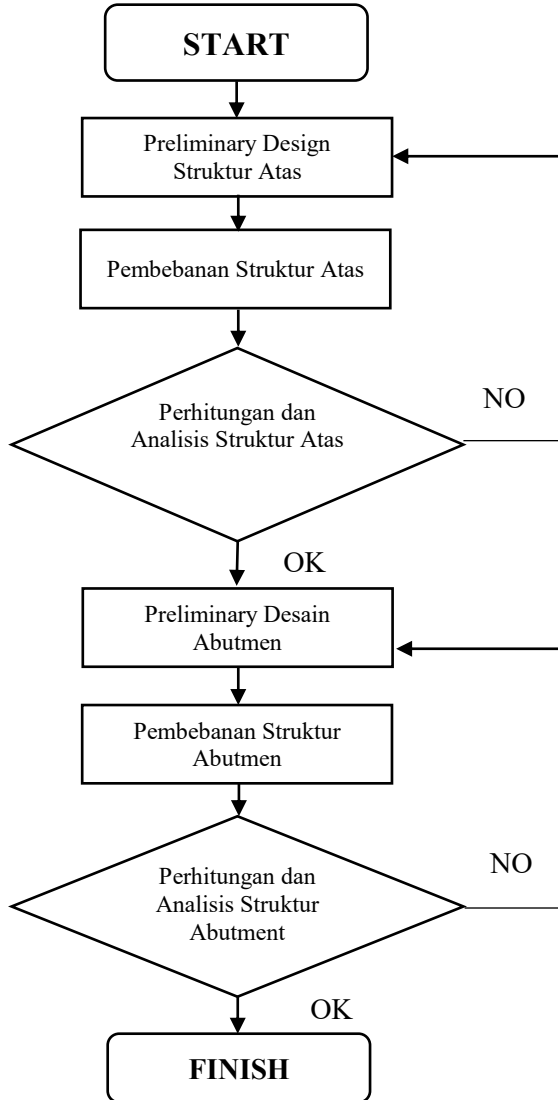 START
Preliminary Design
Struktur Atas
Pembebanan Struktur Atas
Perhitungan dan
Analisis Struktur Atas
NO
OK
Preliminary Desain
Abutmen
Pembebanan Struktur
Abutmen
Perhitungan dan
Analisis Struktur
Abutment
NO
OK
FINISH